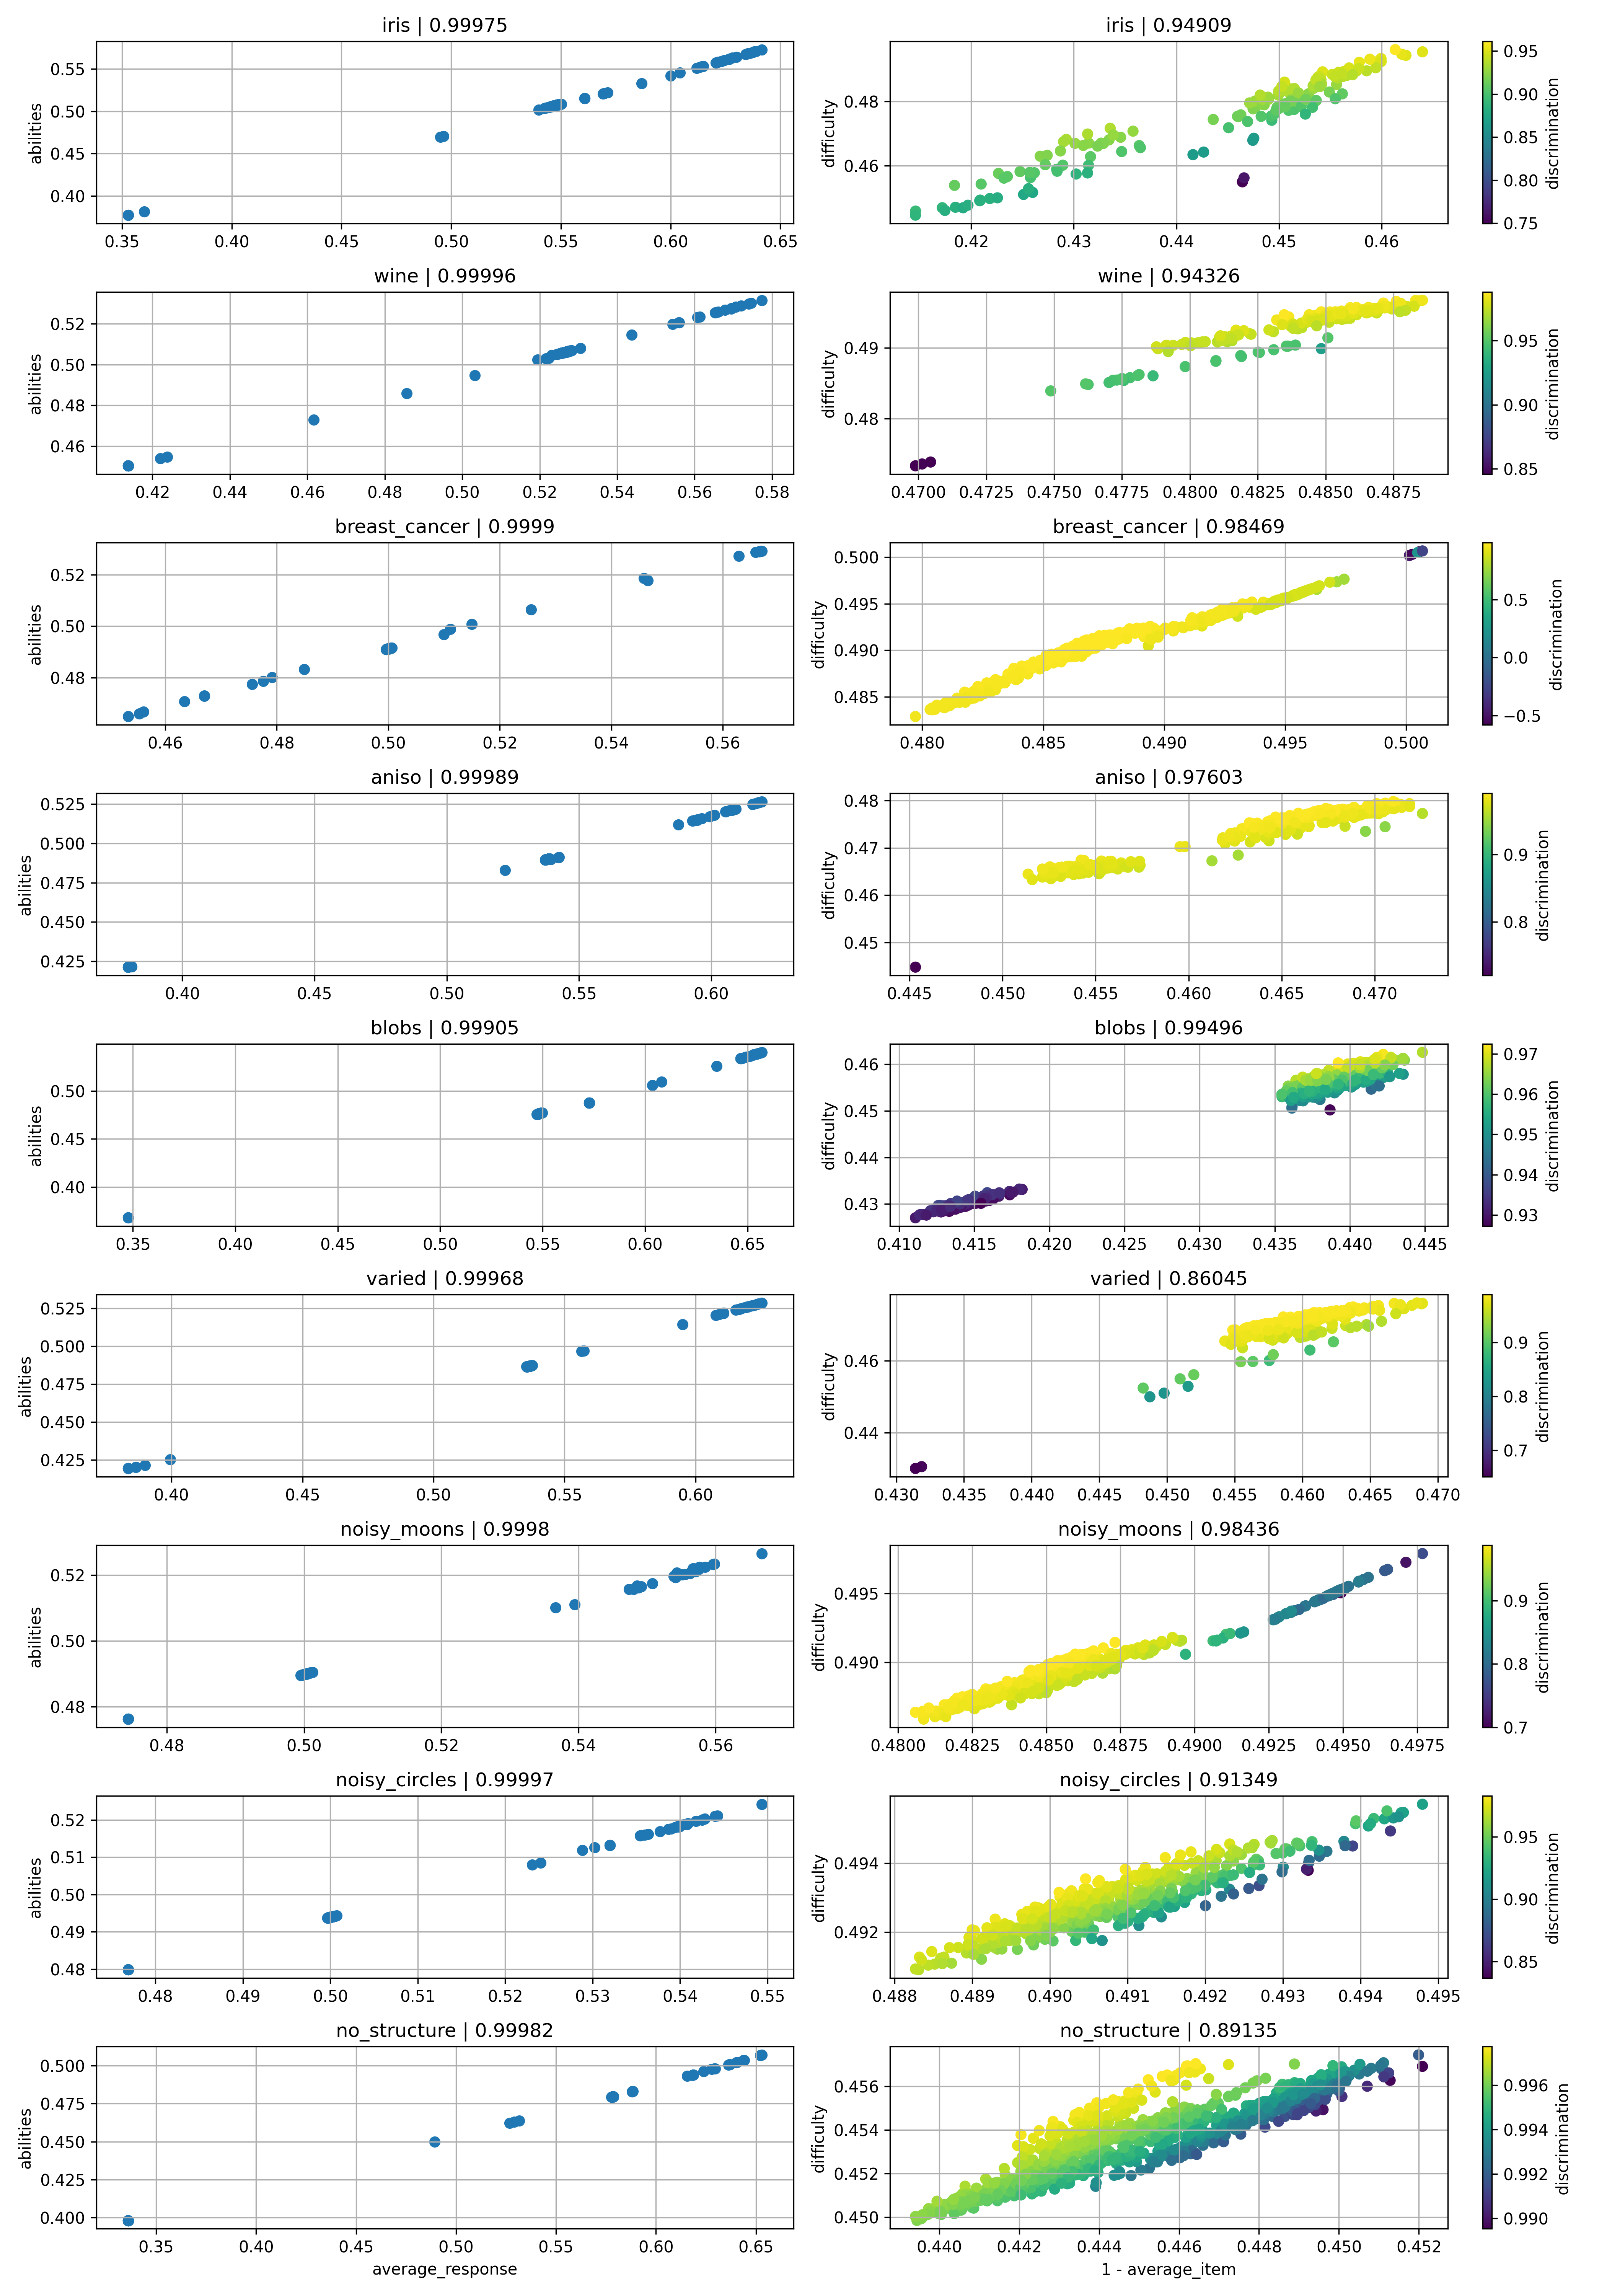 iris | 0.99975
abilities
0.55
0.50
0.45
0.40
0.35 0.40 0.45 0.50 0.55 0.60 0.65
iris | 0.94909
difficulty
0.48
0.46
0.42 0.43 0.44 0.45 0.46
0.95
0.90
0.85
0.80
0.75
discrimination
wine | 0.99996
abilities
0.52
0.50
0.48
0.46
0.42 0.44 0.46 0.48 0.50 0.52 0.54 0.56 0.58
wine | 0.94326
difficulty
0.49
0.48
0.4700 0.4725 0.4750 0.4775 0.4800 0.4825 0.4850 0.4875
0.95
0.90
0.85
discrimination
breast_cancer | 0.9999
abilities
0.52
0.50
0.48
0.46 0.48 0.50 0.52 0.54 0.56
breast_cancer | 0.98469
difficulty
0.500
0.495
0.490
0.485
0.480 0.485 0.490 0.495 0.500
0.5
0.0
−0.5
discrimination
aniso | 0.99989
abilities
0.525
0.500
0.475
0.450
0.425
0.40 0.45 0.50 0.55 0.60
aniso | 0.97603
difficulty
0.48
0.47
0.46
0.45
0.445 0.450 0.455 0.460 0.465 0.470
0.9
0.8
discrimination
blobs | 0.99905
abilities
0.50
0.45
0.40
0.35 0.40 0.45 0.50 0.55 0.60 0.65
blobs | 0.99496
difficulty
0.46
0.45
0.44
0.43
0.410 0.415 0.420 0.425 0.430 0.435 0.440 0.445
0.97
0.96
0.95
0.94
0.93
discrimination
varied | 0.99968
abilities
0.525
0.500
0.475
0.450
0.425
0.40 0.45 0.50 0.55 0.60
varied | 0.86045
difficulty
0.46
0.44
0.430 0.435 0.440 0.445 0.450 0.455 0.460 0.465 0.470
0.9
0.8
0.7
discrimination
noisy_moons | 0.9998
abilities
0.52
0.50
0.48
0.48 0.50 0.52 0.54 0.56
noisy_moons | 0.98436
difficulty
0.495
0.490
0.4800 0.4825 0.4850 0.4875 0.4900 0.4925 0.4950 0.4975
0.9
0.8
0.7
discrimination
noisy_circles | 0.99997
abilities
0.52
0.51
0.50
0.49
0.48
0.48 0.49 0.50 0.51 0.52 0.53 0.54 0.55
noisy_circles | 0.91349
difficulty
0.494
0.492
0.488 0.489 0.490 0.491 0.492 0.493 0.494 0.495
0.95
0.90
0.85
discrimination
no_structure | 0.99982
abilities
0.500
0.475
0.450
0.425
0.400
0.35 0.40 0.45 0.50 0.55 0.60 0.65
average_response
no_structure | 0.89135
difficulty
0.456
0.454
0.452
0.450
0.440 0.442 0.444 0.446 0.448 0.450 0.452
1 - average_item
0.996
0.994
0.992
0.990
discrimination